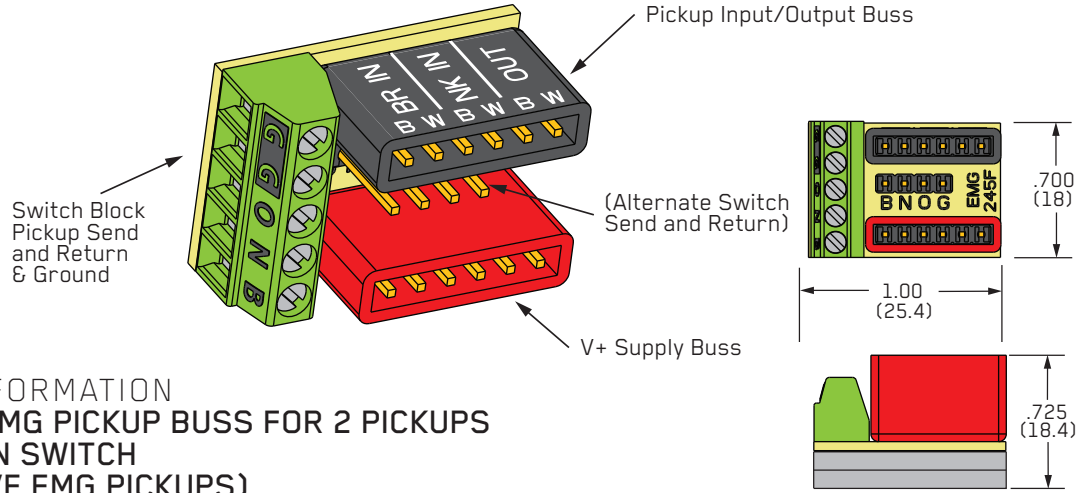 Pickup Input/Output Buss
BR IN
NK IN
OUT
B W B W B W
G G O N B
Switch Block
Pickup Send
and Return
& Ground
(Alternate Switch
Send and Return)
V+ Supply Buss
B N O G
EMG
245F
.700
(18)
1.00
(25.4)
.725
(18.4)
FORMATION
MG PICKUP BUSS FOR 2 PICKUPS
N SWITCH
VE EMG PICKUPS)